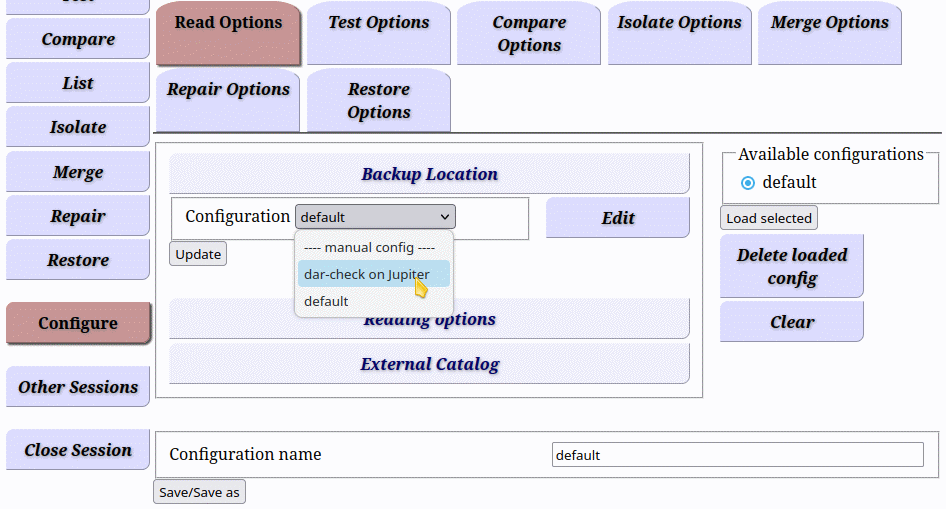 Compare
List
Isolate
Merge
Repair
Restore
Configure
Other Sessions
Close Session
Read Options
Test Options
Compare
Options
Isolate Options
Merge Options
Repair Options
Restore
Options
Backup Location
Configuration default
---- manual config ----
dar-check on Jupiter
default
Edit
Update
Reading options
External Catalog
Available configurations
default
Load selected
Delete loaded
config
Clear
Configuration name default
Save/Save as